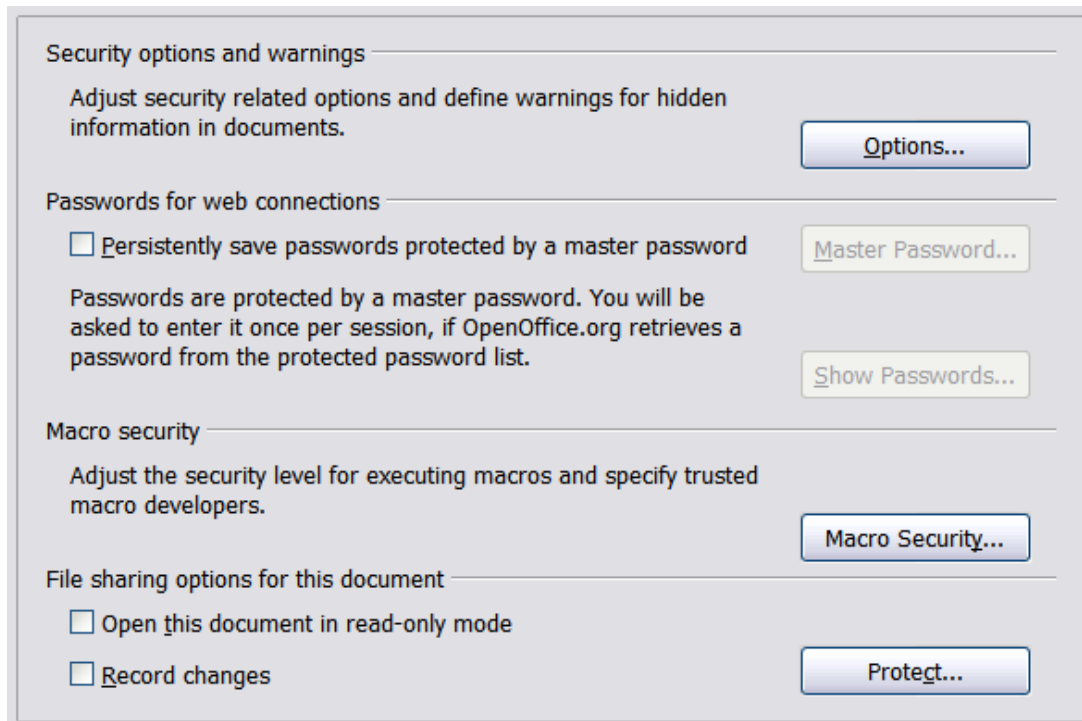 Security options and warnings
Adjust security related options and define warnings for hidden
information in documents.
Options...
Passwords for web connections
Persistently save passwords protected by a master password
Master Password...
Passwords are protected by a master password. You will be
asked to enter it once per session, if OpenOffice.org retrieves a
password from the protected password list.
Show Passwords...
Macro security
Adjust the security level for executing macros and specify trusted
macro developers.
Macro Security...
File sharing options for this document
Open this document in read-only mode
Record changes
Protect...